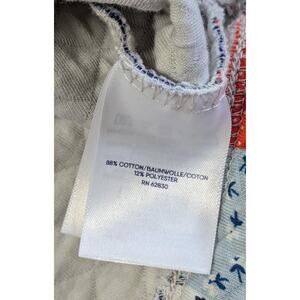 88% COTTON/BAUMWOLLE/COTON
12% POLYESTER
RN 62830